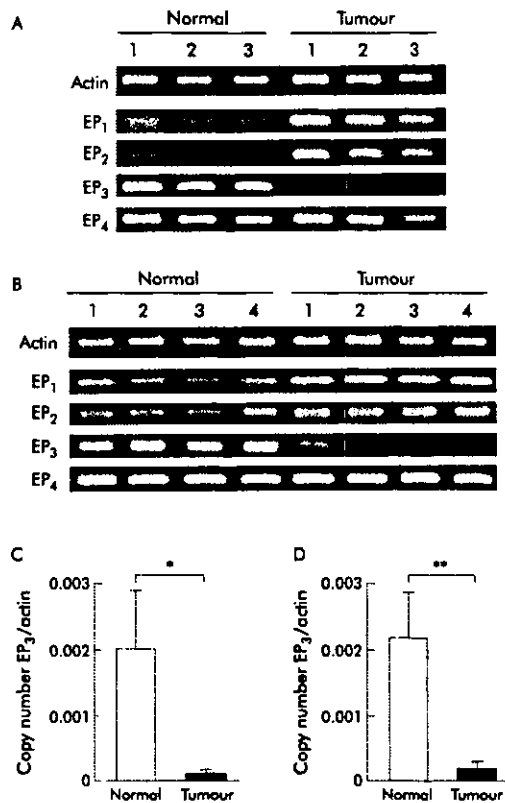 A
Normal Tumour
1 2 3 1 2 3
Actin
EP1
EP2
EP3
EP4
B
Normal Tumour
1 2 3 4 1 2 3 4
Actin
EP1
EP2
EP3
EP4
C
*
Copy number EP3/actin
0.003
0.002
0.001
0
Normal Tumour
D
**
Copy number EP3/actin
0.003
0.002
0.001
0
Normal Tumour